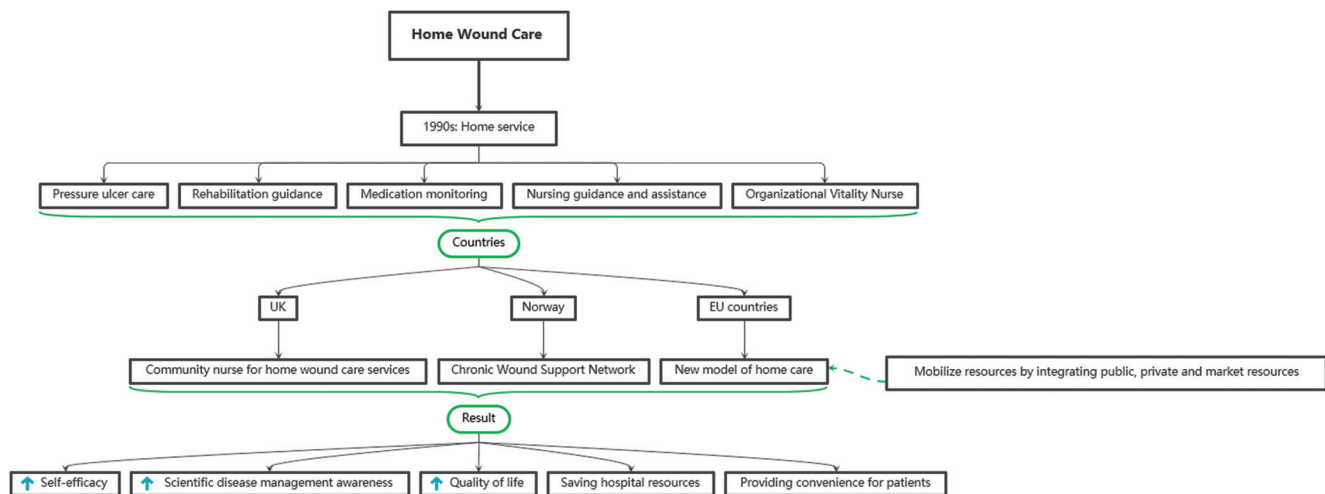 Home Wound Care
1990s: Home service
Pressure ulcer care
Rehabilitation guidance
Medication monitoring
Nursing guidance and assistance
Organizational Vitality Nurse
Countries
UK
Norway
EU countries
Community nurse for home wound care services
Chronic Wound Support Network
New model of home care
Mobilize resources by integrating public, private and market resources
Result
Self-efficacy
Scientific disease management awareness
Quality of life
Saving hospital resources
Providing convenience for patients